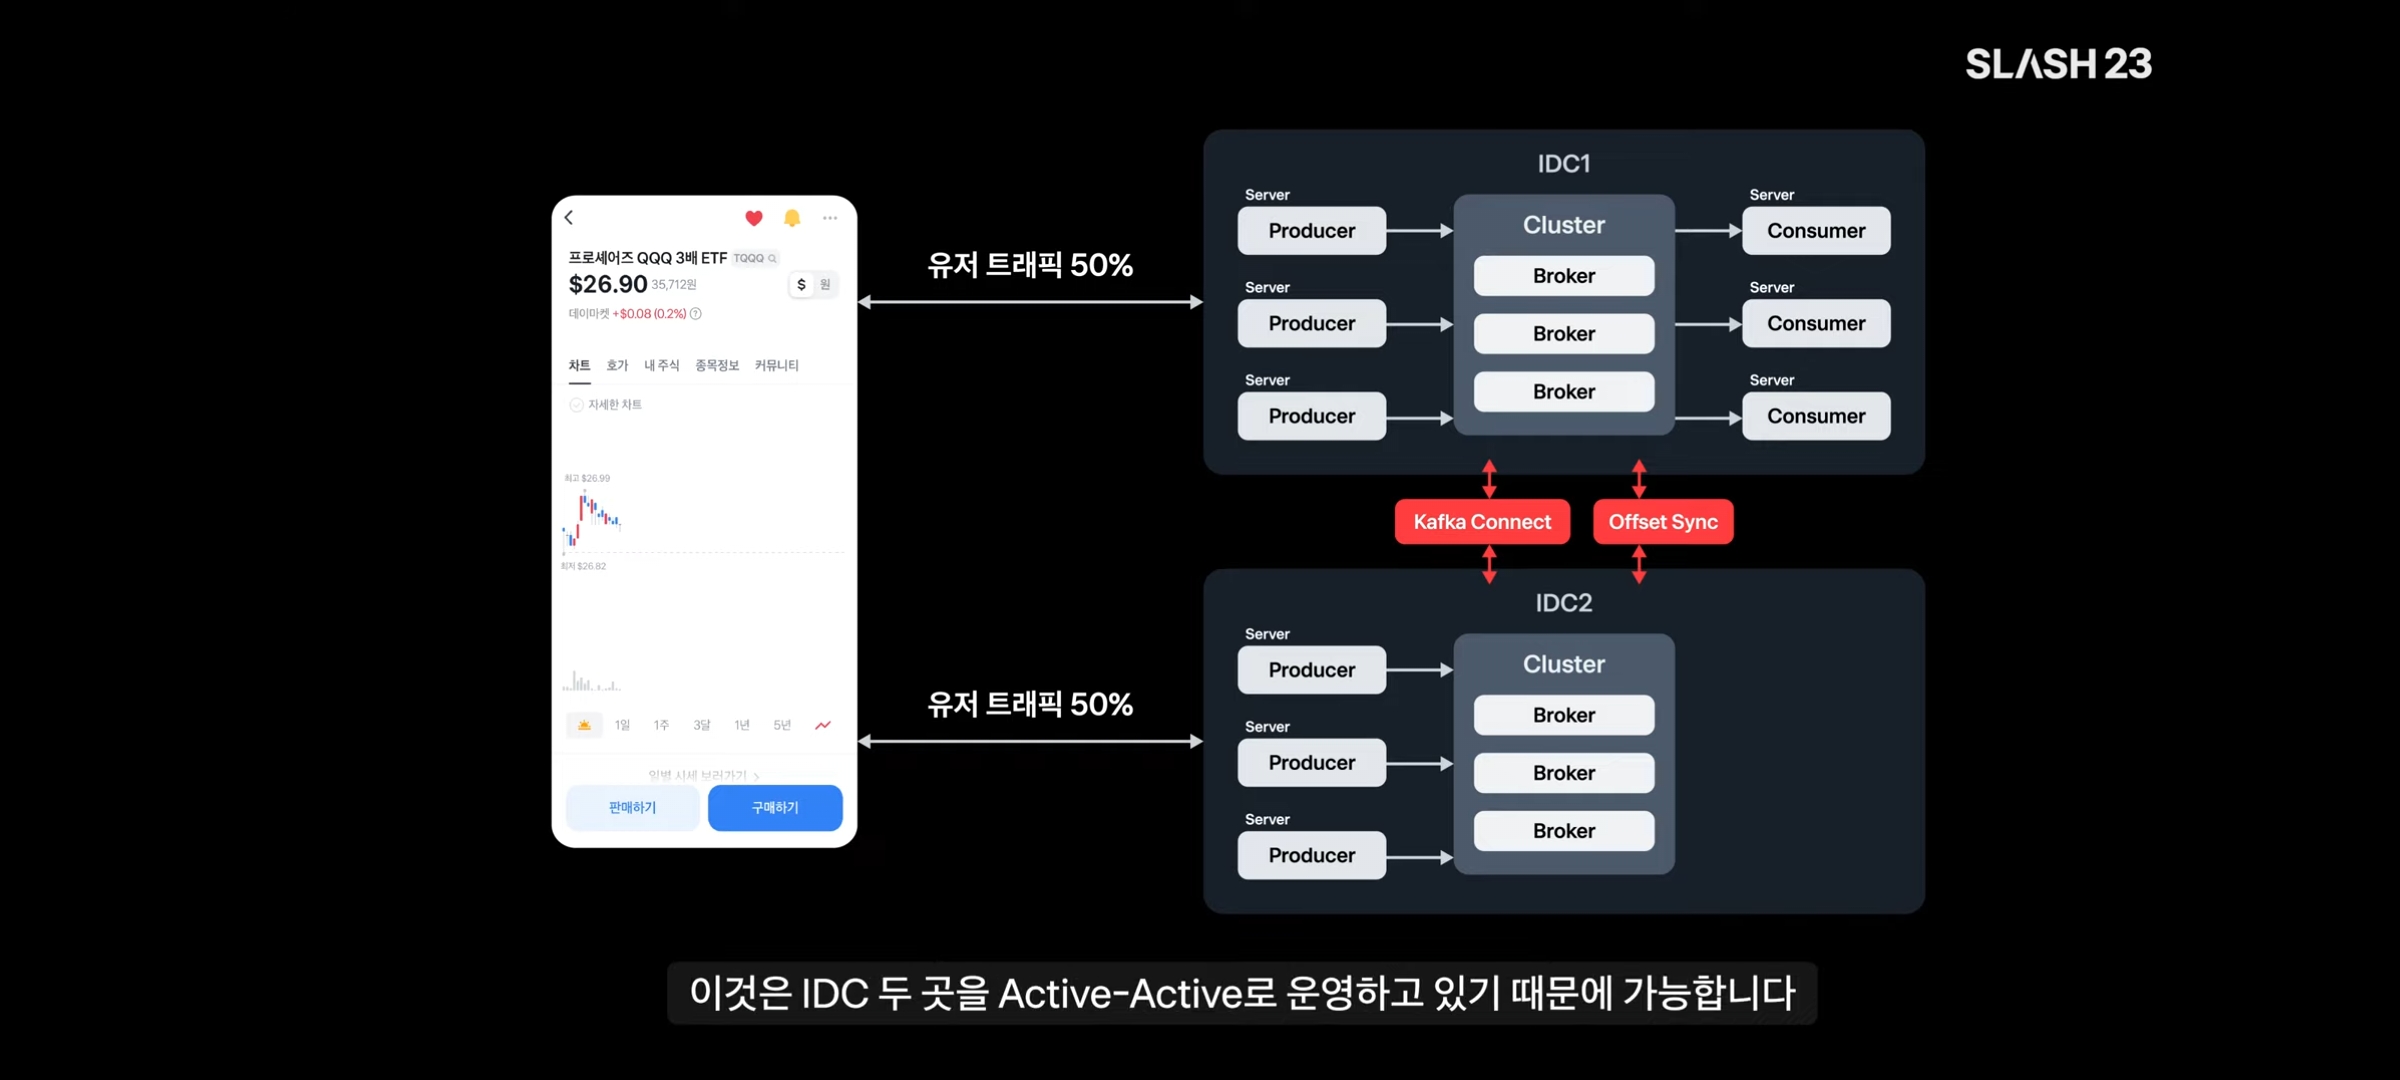 SLASH 23
프로셰어즈 QQQ 3배 ETF TQQQ
$26.90 35,712원
$ 원
데이마켓 +$0.08 (0.2%) ?
차트 호가 내 주식 종목정보 커뮤니티
자세한 차트
최고 $26.99
최저 $26.82
1일 1주 3달 1년 5년
일별 시세 보러가기 >
판매하기 구매하기
유저 트래픽 50%
유저 트래픽 50%
IDC1
Server
Producer
Server
Producer
Server
Producer
Cluster
Broker
Broker
Broker
Server
Consumer
Server
Consumer
Server
Consumer
Kafka Connect
Offset Sync
IDC2
Server
Producer
Server
Producer
Server
Producer
Cluster
Broker
Broker
Broker
이것은 IDC 두 곳을 Active-Active로 운영하고 있기 때문에 가능합니다